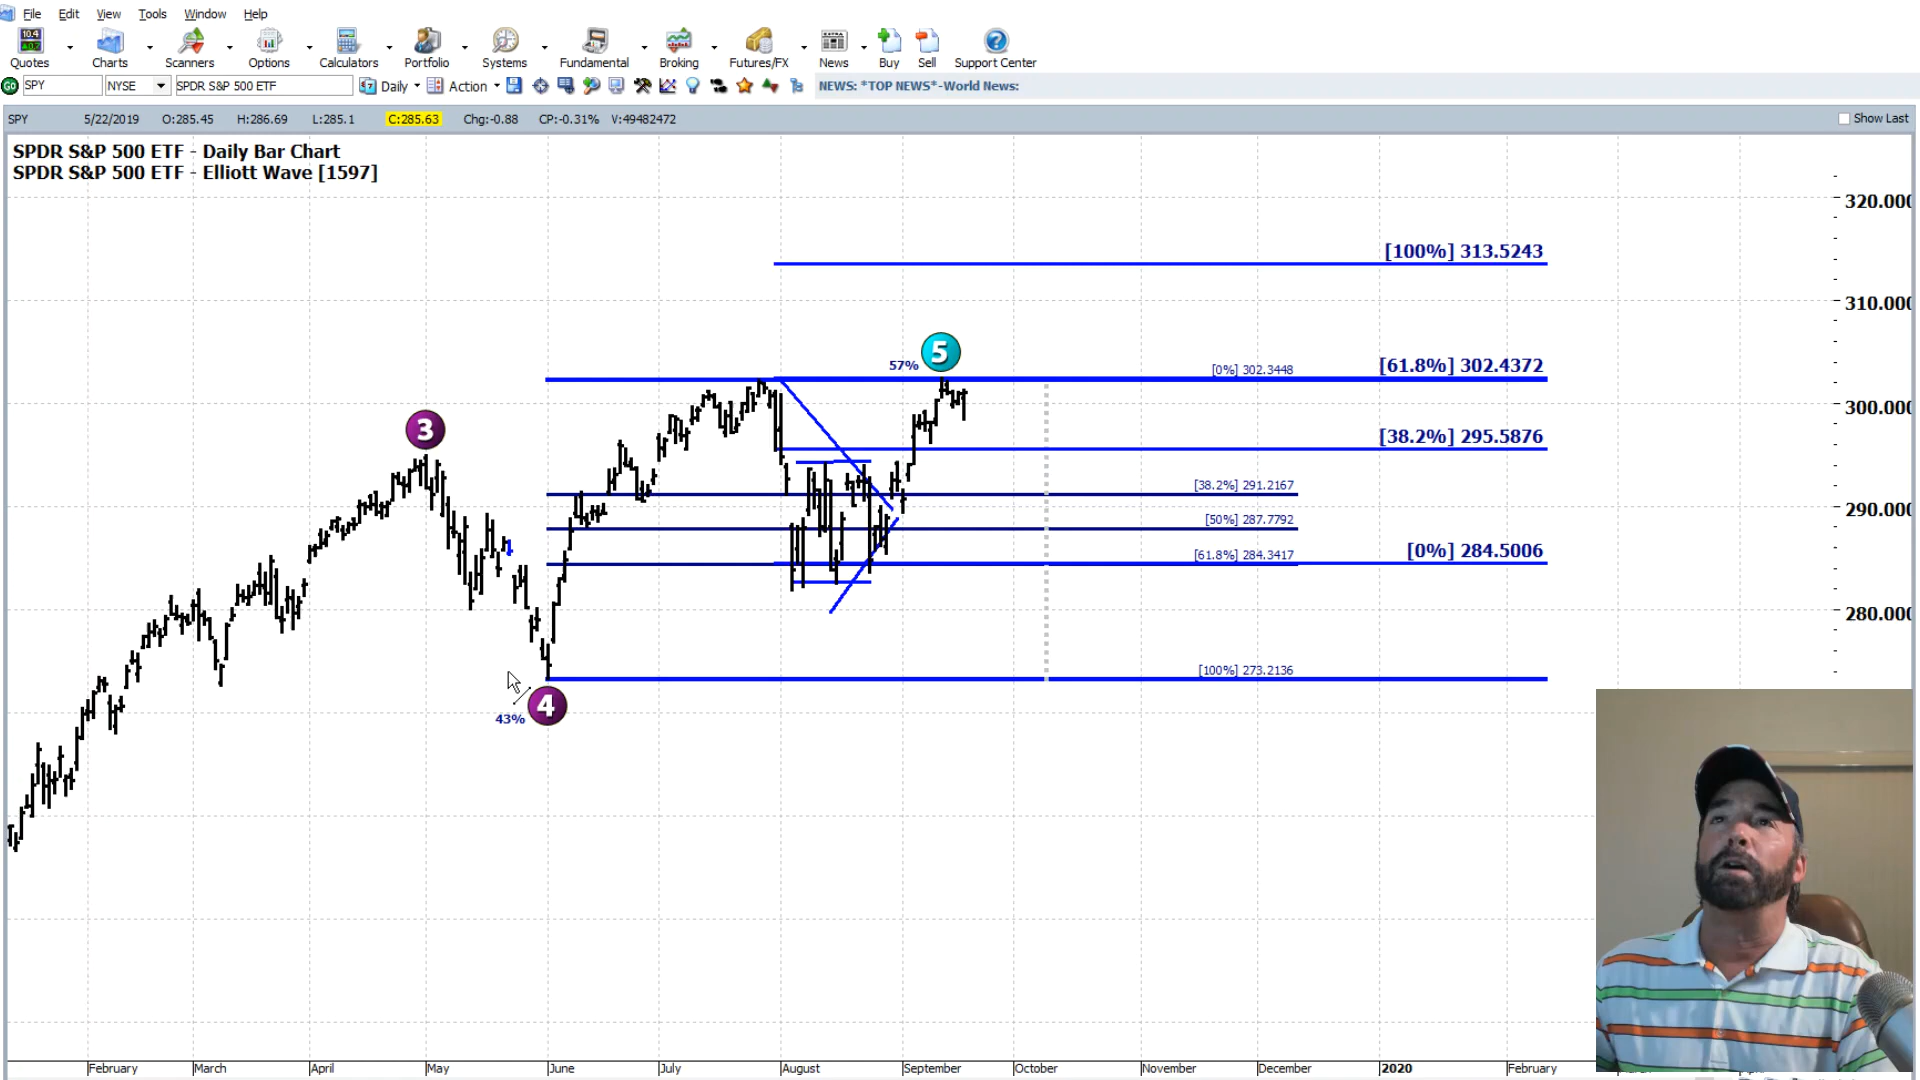 File Edit View Tools Window Help
10.4
Quotes Charts Scanners Options Calculators Portfolio Systems Fundamental Broking Futures/FX News Buy Sell Support Center
Go SPY NYSE SPDR S&P 500 ETF Daily Action NEWS: *TOP NEWS*-World News:
SPY 5/22/2019 O:285.45 H:286.69 L:285.1 C:285.63 Chg:-0.88 CP:-0.31% V:49482472 Show Last
SPDR S&P 500 ETF - Daily Bar Chart
SPDR S&P 500 ETF - Elliott Wave [1597]
320.000
[100%] 313.5243
310.000
5
57%
[0%] 302.3448
[61.8%] 302.4372
300.000
3
[38.2%] 295.5876
[38.2%] 291.2167
290.000
[50%] 287.7792
[61.8%] 284.3417
[0%] 284.5006
280.000
[100%] 273.2136
4
43%
February March April May June July August September October November December 2020 February